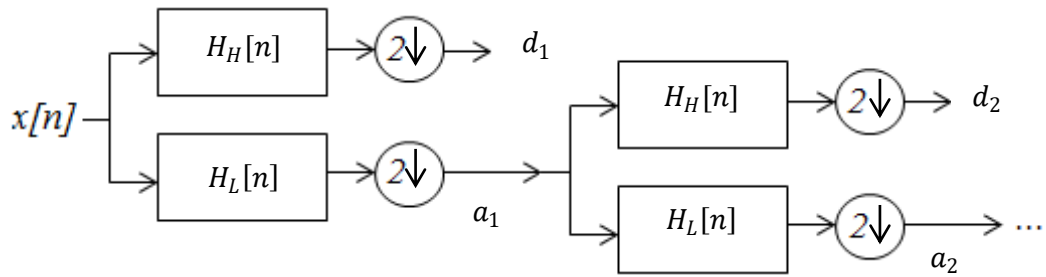 x[n]
H_H[n]
2↓
d_1
H_L[n]
2↓
a_1
H_H[n]
2↓
d_2
H_L[n]
2↓
a_2
...